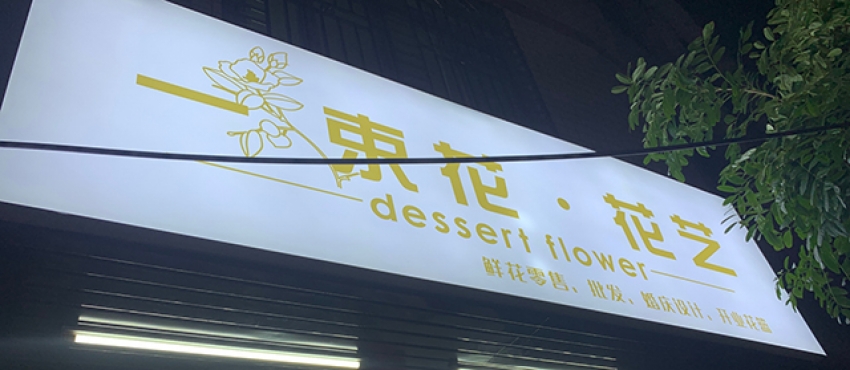 一束花·花艺
dessert flower
鲜花零售、批发、婚庆设计、开业花篮